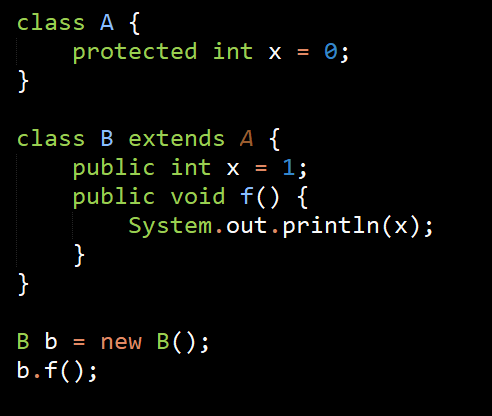 class A {
    protected int x = 0;
}

class B extends A {
    public int x = 1;
    public void f() {
        System.out.println(x);
    }
}

B b = new B();
b.f();